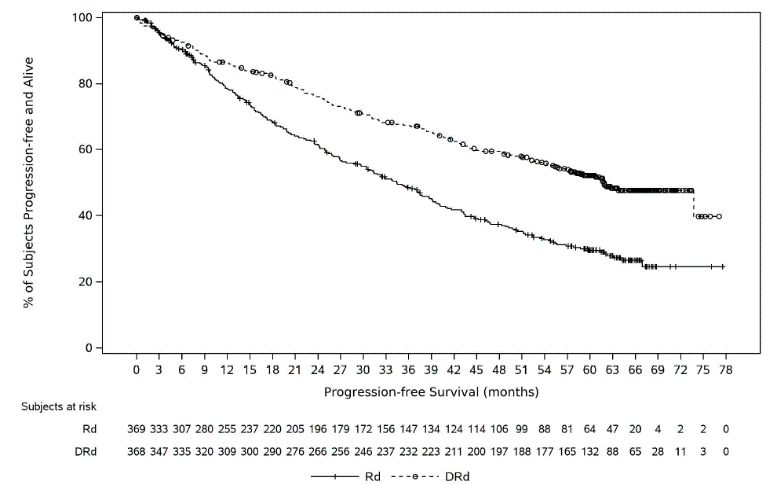 % of Subjects Progression-free and Alive
100
80
60
40
20
0
0 3 6 9 12 15 18 21 24 27 30 33 36 39 42 45 48 51 54 57 60 63 66 69 72 75 78
Progression-free Survival (months)
Subjects at risk
Rd 369 333 307 280 255 237 220 205 196 179 172 156 147 134 124 114 106 99 88 81 64 47 20 4 2 2 0
DRd 368 347 335 320 309 300 290 276 266 256 246 237 232 223 211 200 197 188 177 165 132 88 65 28 11 3 0
Rd DRd